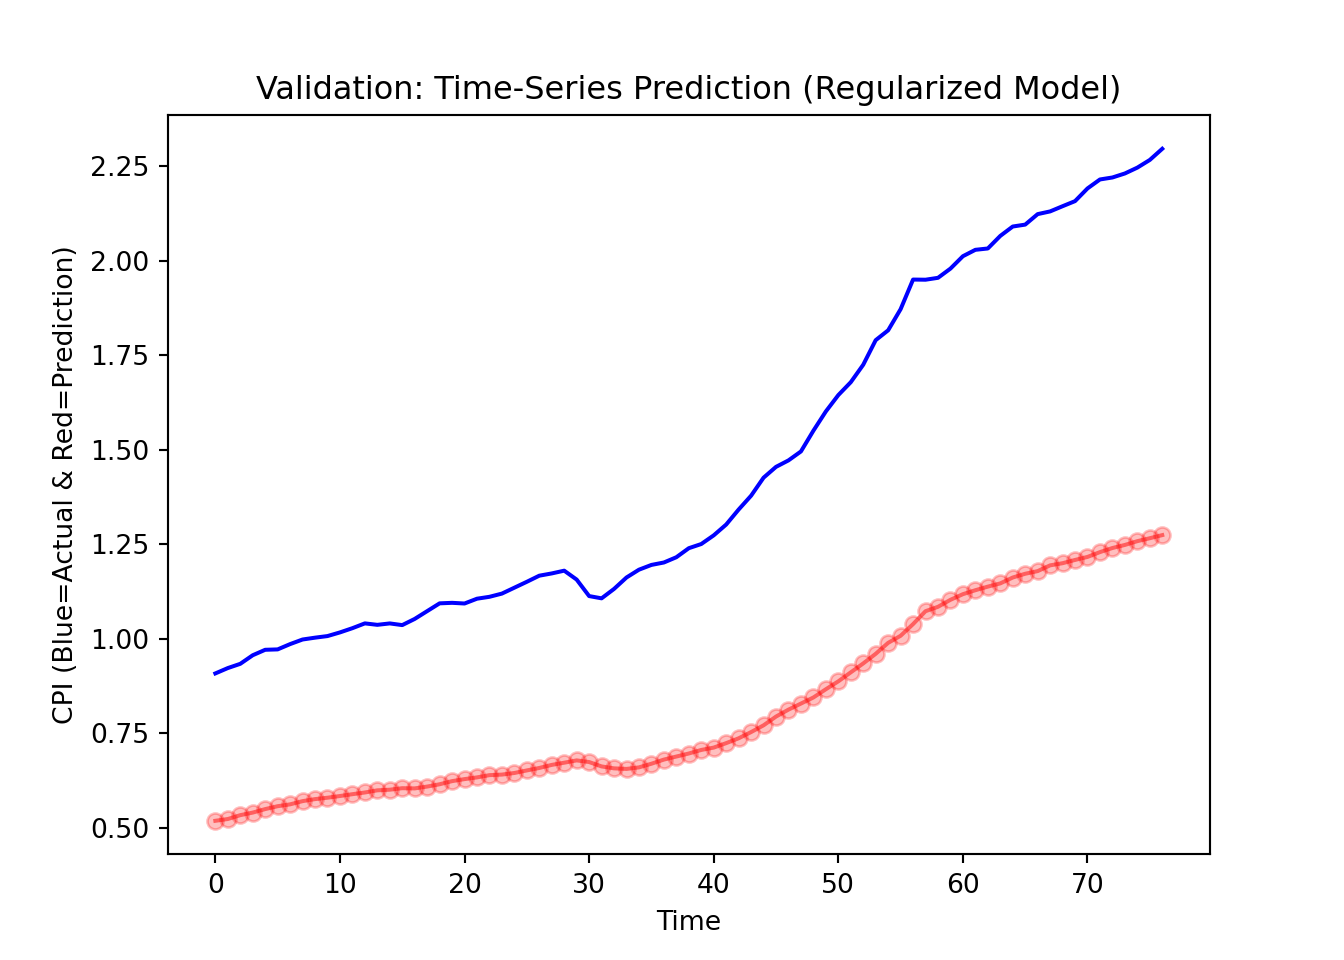 Validation: Time-Series Prediction (Regularized Model)
CPI (Blue=Actual & Red=Prediction)
2.25
2.00
1.75
1.50
1.25
1.00
0.75
0.50
0 10 20 30 40 50 60 70
Time